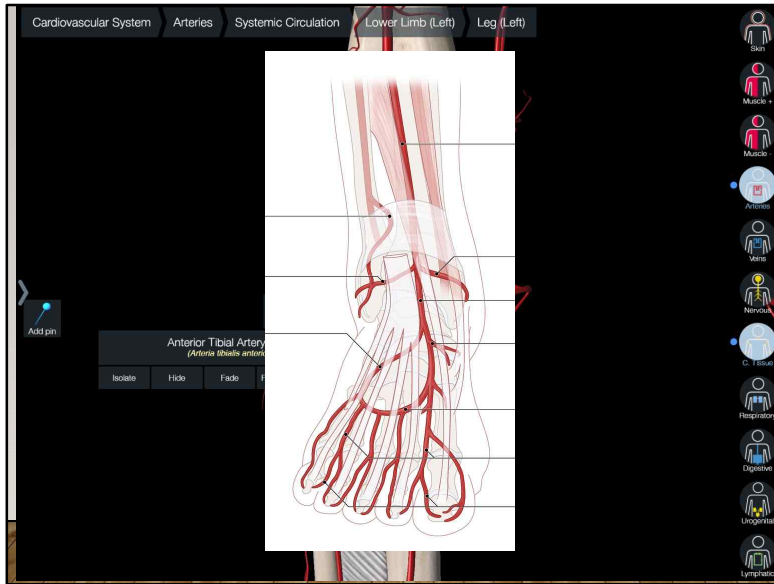 Cardiovascular System Arteries Systemic Circulation Lower Limb (Left) Leg (Left)
Skin
Muscle +
Muscle -
Arteries
Veins
Nervous
C. Tissue
Respiratory
Digestive
Urogenital
Lymphatic
Add pin
Anterior Tibial Artery
(Arteria tibialis anterio
Isolate Hide Fade F